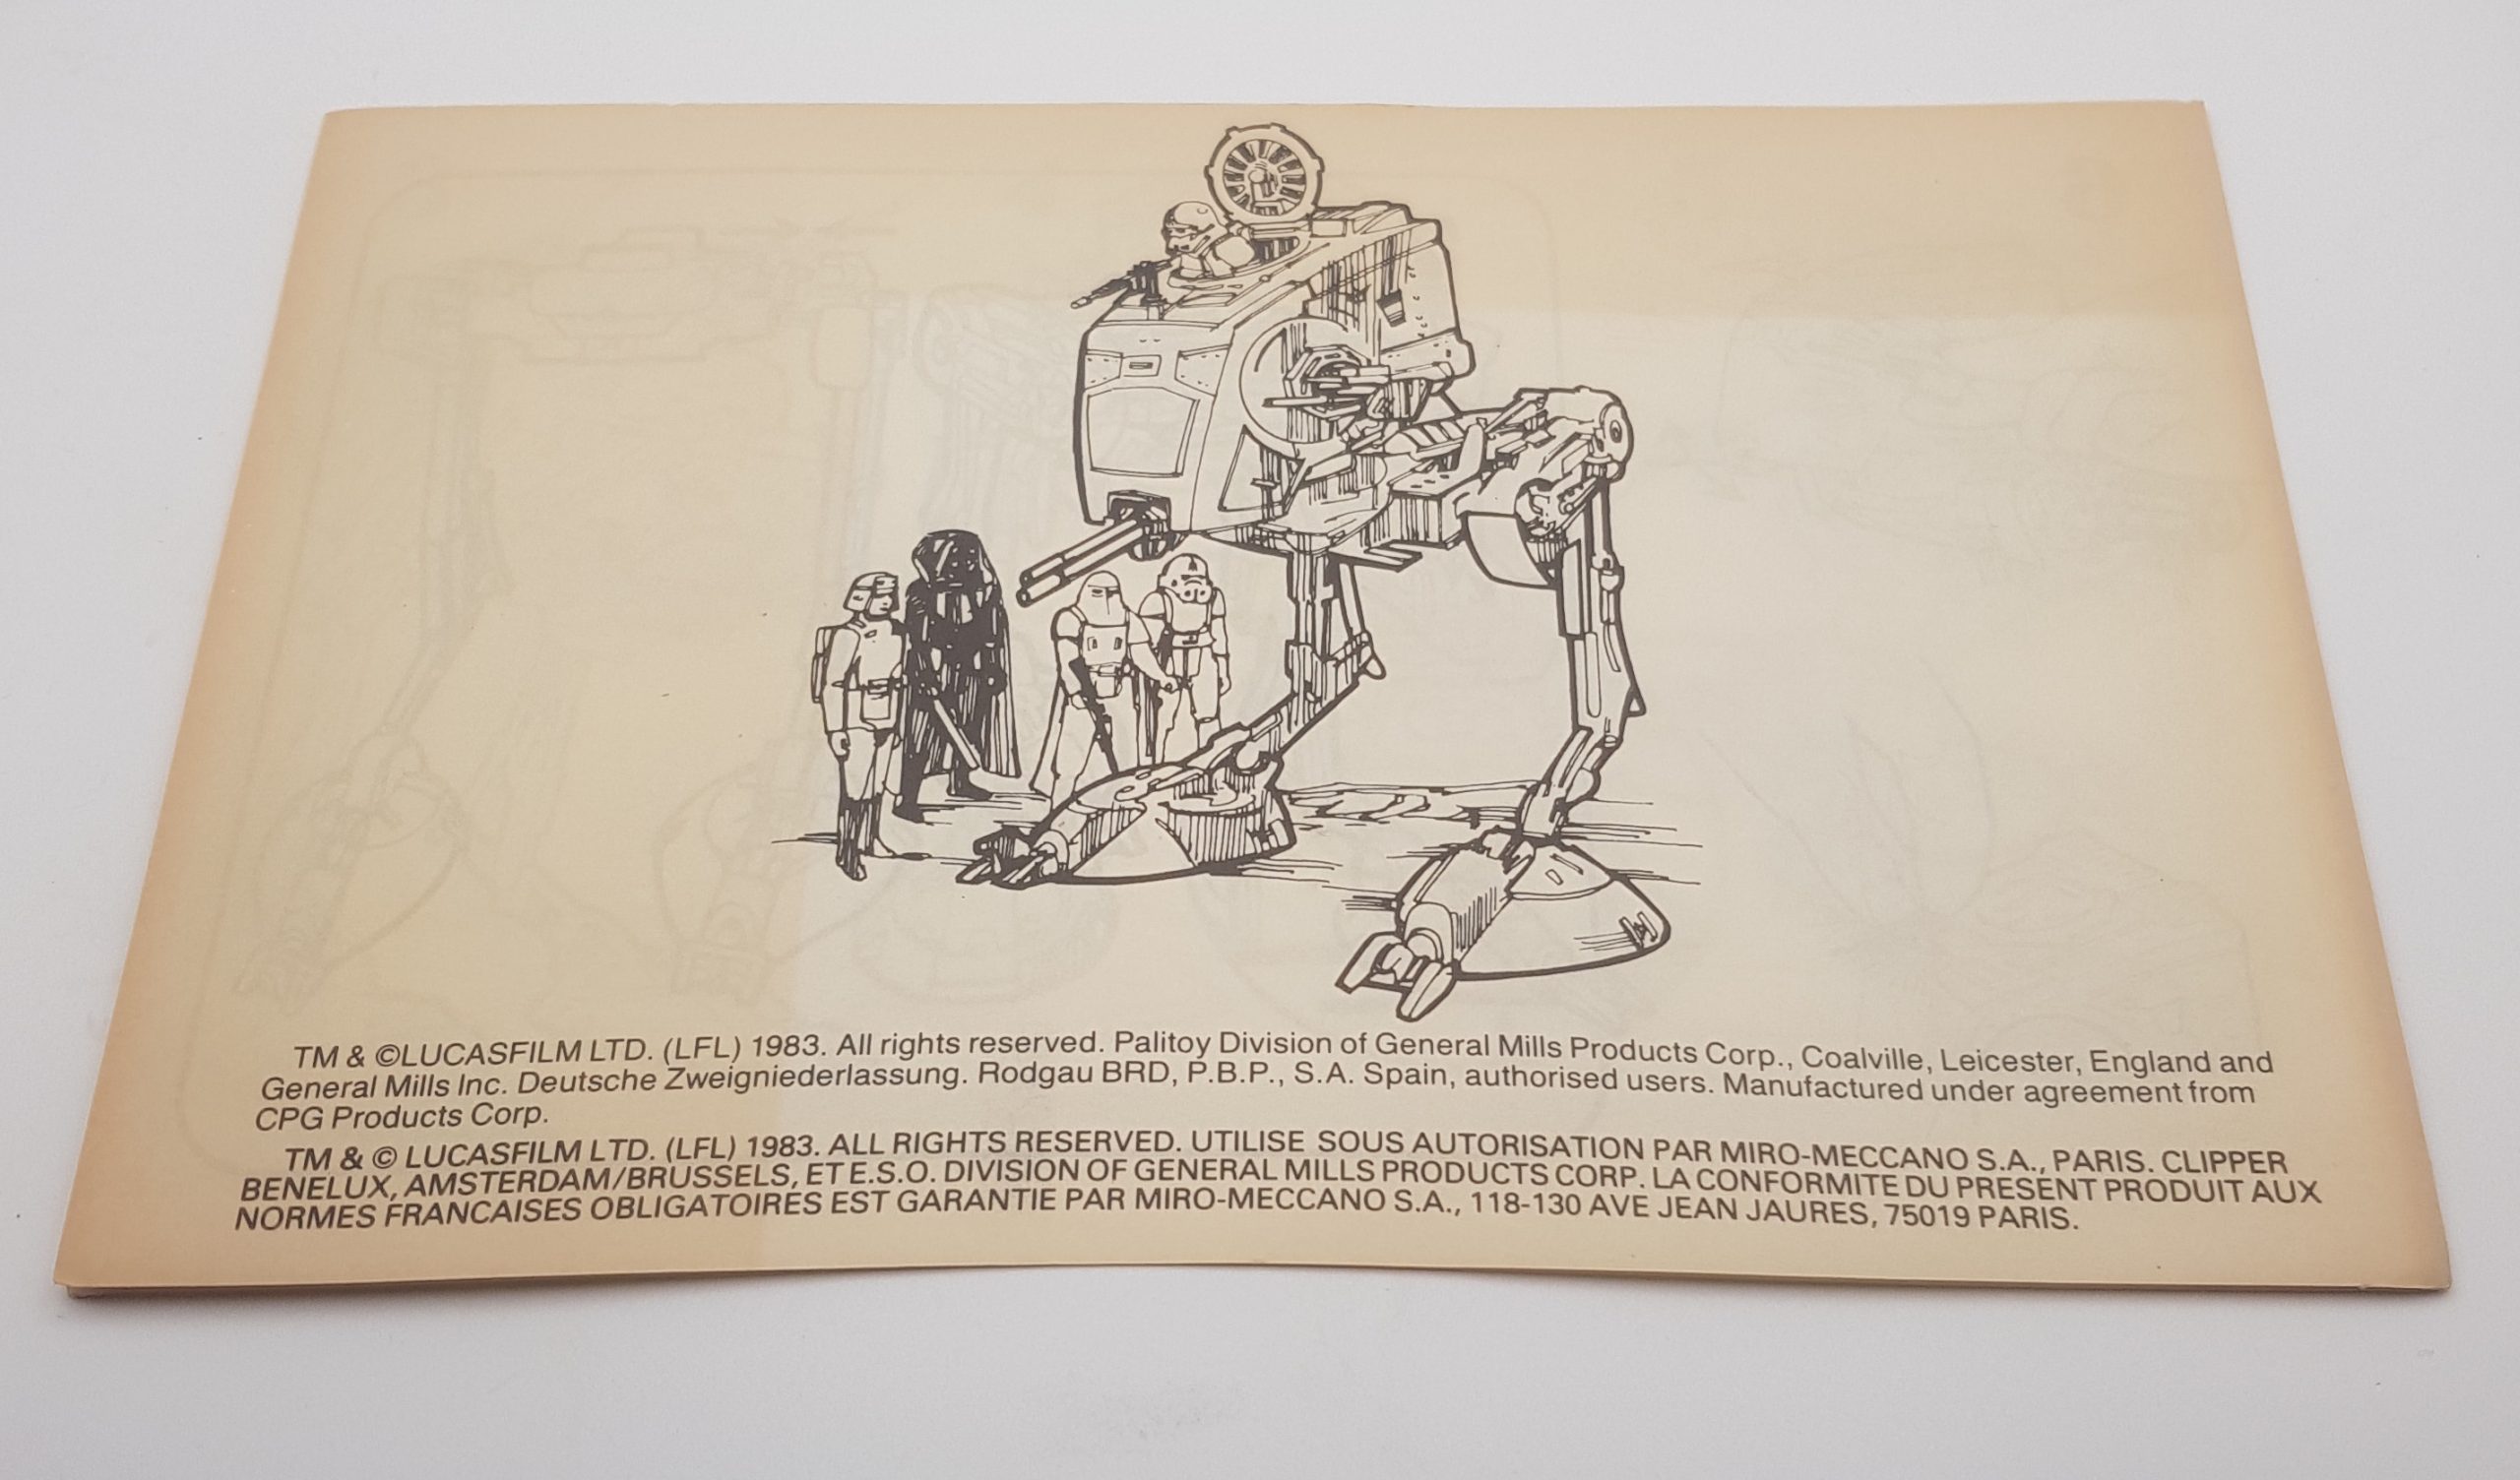 TM & ©LUCASFILM LTD. (LFL) 1983. All rights reserved. Palitoy Division of General Mills Products Corp., Coalville, Leicester, England and
General Mills Inc. Deutsche Zweigniederlassung. Rodgau BRD, P.B.P., S.A. Spain, authorised users. Manufactured under agreement from
CPG Products Corp.
TM & © LUCASFILM LTD. (LFL) 1983. ALL RIGHTS RESERVED. UTILISE SOUS AUTORISATION PAR MIRO-MECCANO S.A., PARIS. CLIPPER
BENELUX, AMSTERDAM/BRUSSELS, ET E.S.O. DIVISION OF GENERAL MILLS PRODUCTS CORP. LA CONFORMITE DU PRESENT PRODUIT AUX
NORMES FRANCAISES OBLIGATOIRES EST GARANTIE PAR MIRO-MECCANO S.A., 118-130 AVE JEAN JAURES, 75019 PARIS.